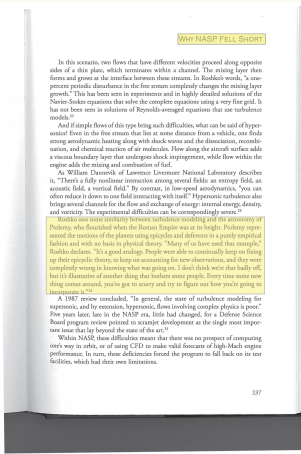 WHY NASP FELL SHORT
In this scenario, two flows that have different velocities proceed along opposite
sides of a thin plate, which terminates within a channel. The mixing layer then
forms and grows at the interface between these streams. In Roshko's words, "a one-
percent periodic disturbance in the free stream completely changes the mixing layer
growth." This has been seen in experiments and in highly detailed solutions of the
Navier-Stokes equations that solve the complete equations using a very fine grid. It
has not been seen in solutions of Reynolds-averaged equations that use turbulence
models.
And if simple flows of this type bring such difficulties, what can be said of hyper-
sonics? Even in the free stream that lies at some distance from a vehicle, one finds
strong aerodynamic heating along with shock waves and the dissociation, recombi-
nation, and chemical reaction of air molecules. Flow along the aircraft surface adds
a viscous boundary layer that undergoes shock impingement, while flow within the
engine adds the mixing and combustion of fuel.
As William Dannevik of Lawrence Livermore National Laboratory describes
it, "There's a fully nonlinear interaction among several fields: an entropy field, an
acoustic field, a vortical field." By contrast, in low-speed aerodynamics, "you can
often reduce it to one field interacting with itself." Hypersonic turbulence also
brings several channels for the flow and exchange of energy: internal energy, density,
and vorticity. The experimental difficulties can be correspondingly severe.
Roshko sees some similarity between turbulence modeling and the astronomy of
Ptolemy, who flourished when the Roman Empire was at its height. Ptolemy repre-
sented the motions of the planets using epicycles and deferents in a purely empirical
fashion and with no basis in physical theory. "Many of us have used that example,"
Roshko declares. "It's a good analogy. People were able to continually keep on fixing
up their epicyclic theory, to keep on accounting for new observations, and they were
completely wrong in knowing what was going on. I don't think we're that badly off,
but it's illustrative of another thing that bothers some people. Every time some new
thing comes around, you've got to scurry and try to figure out how you're going to
incorporate it."
A 1987 review concluded, "In general, the state of turbulence modeling for
supersonic, and by extension, hypersonic, flows involving complex physics is poor."
Five years later, late in the NASP era, little had changed, for a Defense Science
Board program review pointed to scramjet development as the single most impor-
tant issue that lay beyond the state of the art.
Within NASP, these difficulties meant that there was no prospect of computing
one's way to orbit, or of using CFD to make valid forecasts of high-Mach engine
performance. In turn, these deficiencies forced the program to fall back on its test
facilities, which had their own limitations.
237